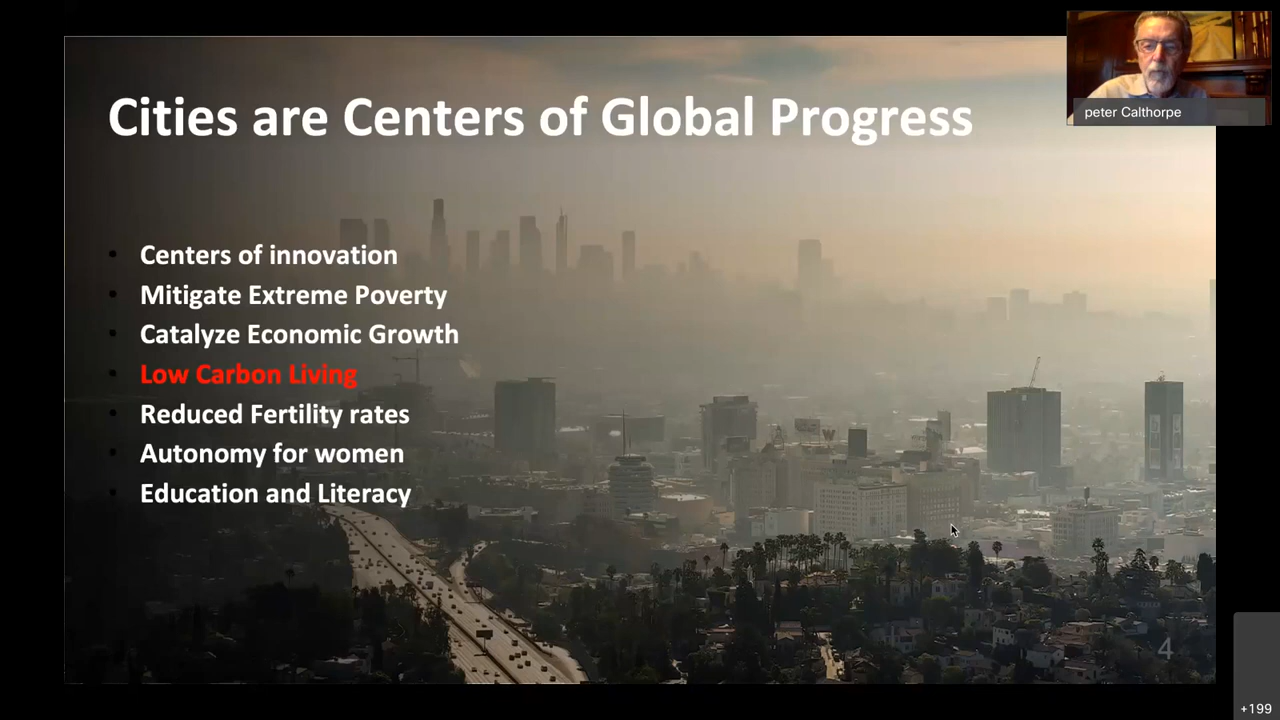 Cities are Centers of Global Progress
peter Calthorpe
• Centers of innovation
• Mitigate Extreme Poverty
• Catalyze Economic Growth
• Low Carbon Living
• Reduced Fertility rates
• Autonomy for women
• Education and Literacy
4
+199